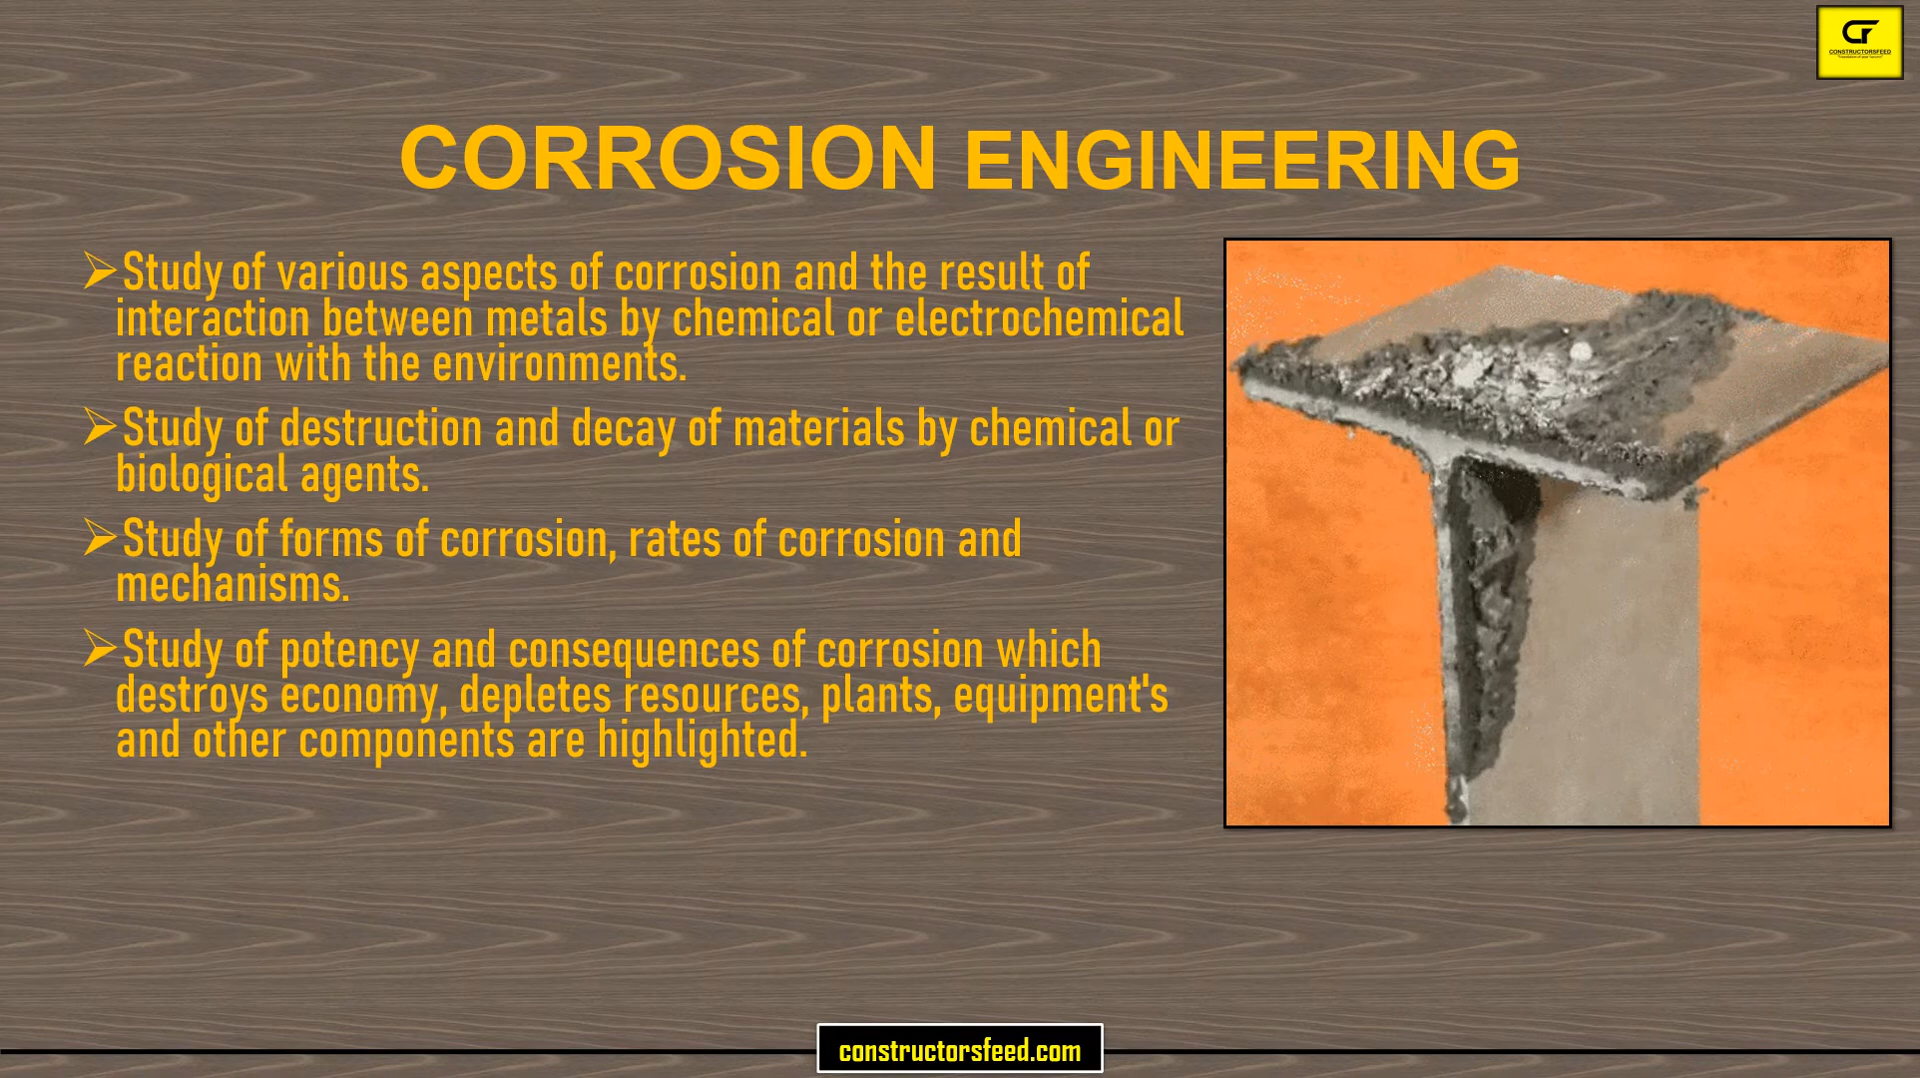 CF
CONSTRUCTORSFEED
CORROSION ENGINEERING
➢Study of various aspects of corrosion and the result of
interaction between metals by chemical or electrochemical
reaction with the environments.
➢Study of destruction and decay of materials by chemical or
biological agents.
➢Study of forms of corrosion, rates of corrosion and
mechanisms.
➢Study of potency and consequences of corrosion which
destroys economy, depletes resources, plants, equipment's
and other components are highlighted.
constructorsfeed.com